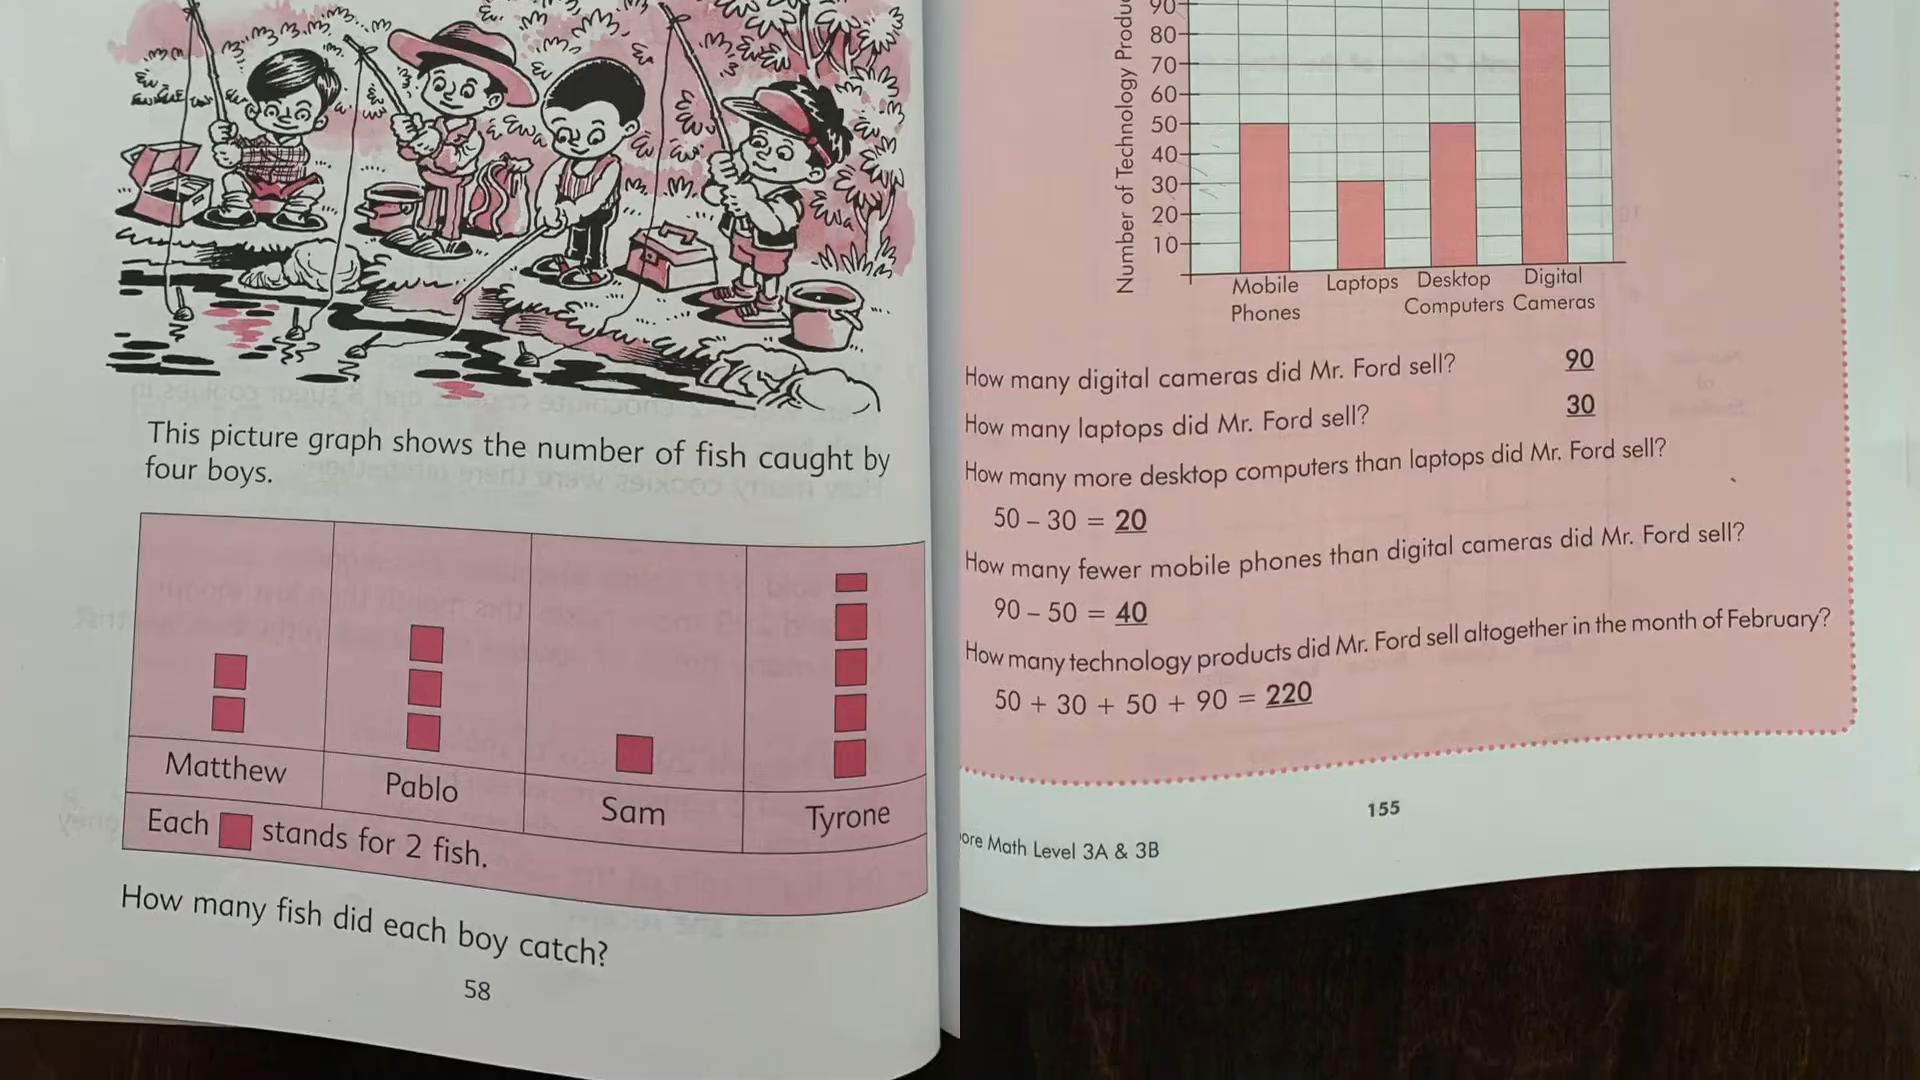 This picture graph shows the number of fish caught by
four boys.
Matthew
Pablo
Sam
Tyrone
Each stands for 2 fish.
How many fish did each boy catch?
58
Number of Technology
90
80
70
60
50
40
30
20
10
Mobile Phones
Laptops
Desktop Computers
Digital Cameras
How many digital cameras did Mr. Ford sell? 90
How many laptops did Mr. Ford sell? 30
How many more desktop computers than laptops did Mr. Ford sell?
50 – 30 = 20
How many fewer mobile phones than digital cameras did Mr. Ford sell?
90 – 50 = 40
How many technology products did Mr. Ford sell altogether in the month of February?
50 + 30 + 50 + 90 = 220
155
Math Level 3A & 3B